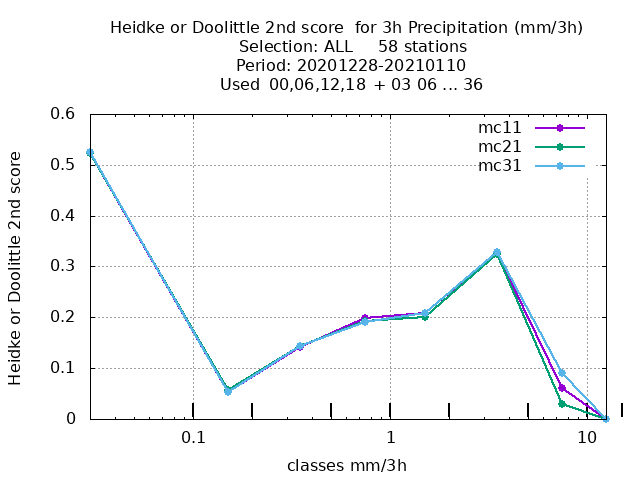 Heidke or Doolittle 2nd score  for 3h Precipitation (mm/3h)
Selection: ALL     58 stations
Period: 20201228-20210110
Used  00,06,12,18  + 03 06 ... 36
Heidke or Doolittle 2nd score
0.6
0.5
0.4
0.3
0.2
0.1
0
mc11
mc21
mc31
0.1
1
10
classes mm/3h